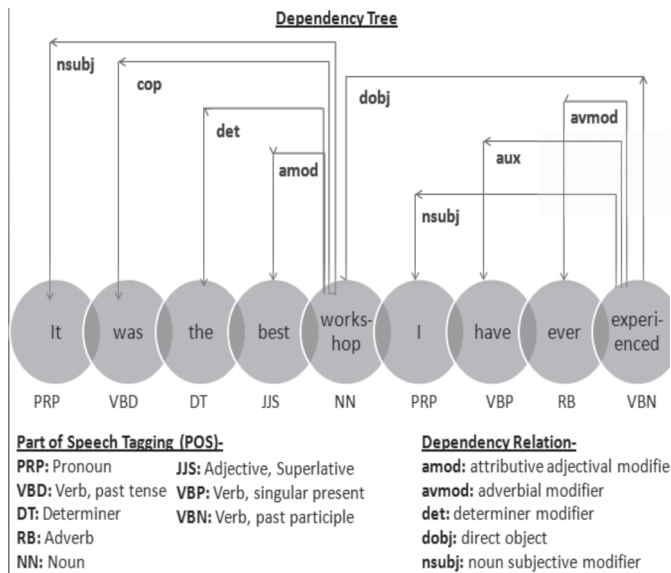 Dependency Tree
nsubj
cop
dobj
det
avmod
amod
aux
nsubj
It was the best works-hop I have ever experi-enced
PRP VBD DT JJS NN PRP VBP RB VBN
Part of Speech Tagging (POS)-
PRP: Pronoun
VBD: Verb, past tense
DT: Determiner
RB: Adverb
NN: Noun
JJS: Adjective, Superlative
VBP: Verb, singular present
VBN: Verb, past participle
Dependency Relation-
amod: attributive adjectival modifie
avmod: adverbial modifier
det: determiner modifier
dobj: direct object
nsubj: noun subjective modifier